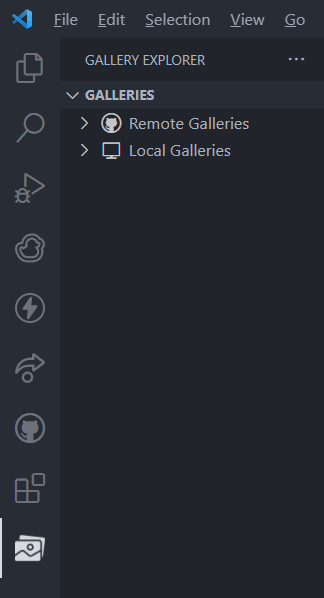 File Edit Selection View Go
GALLERY EXPLORER
GALLERIES
Remote Galleries
Local Galleries